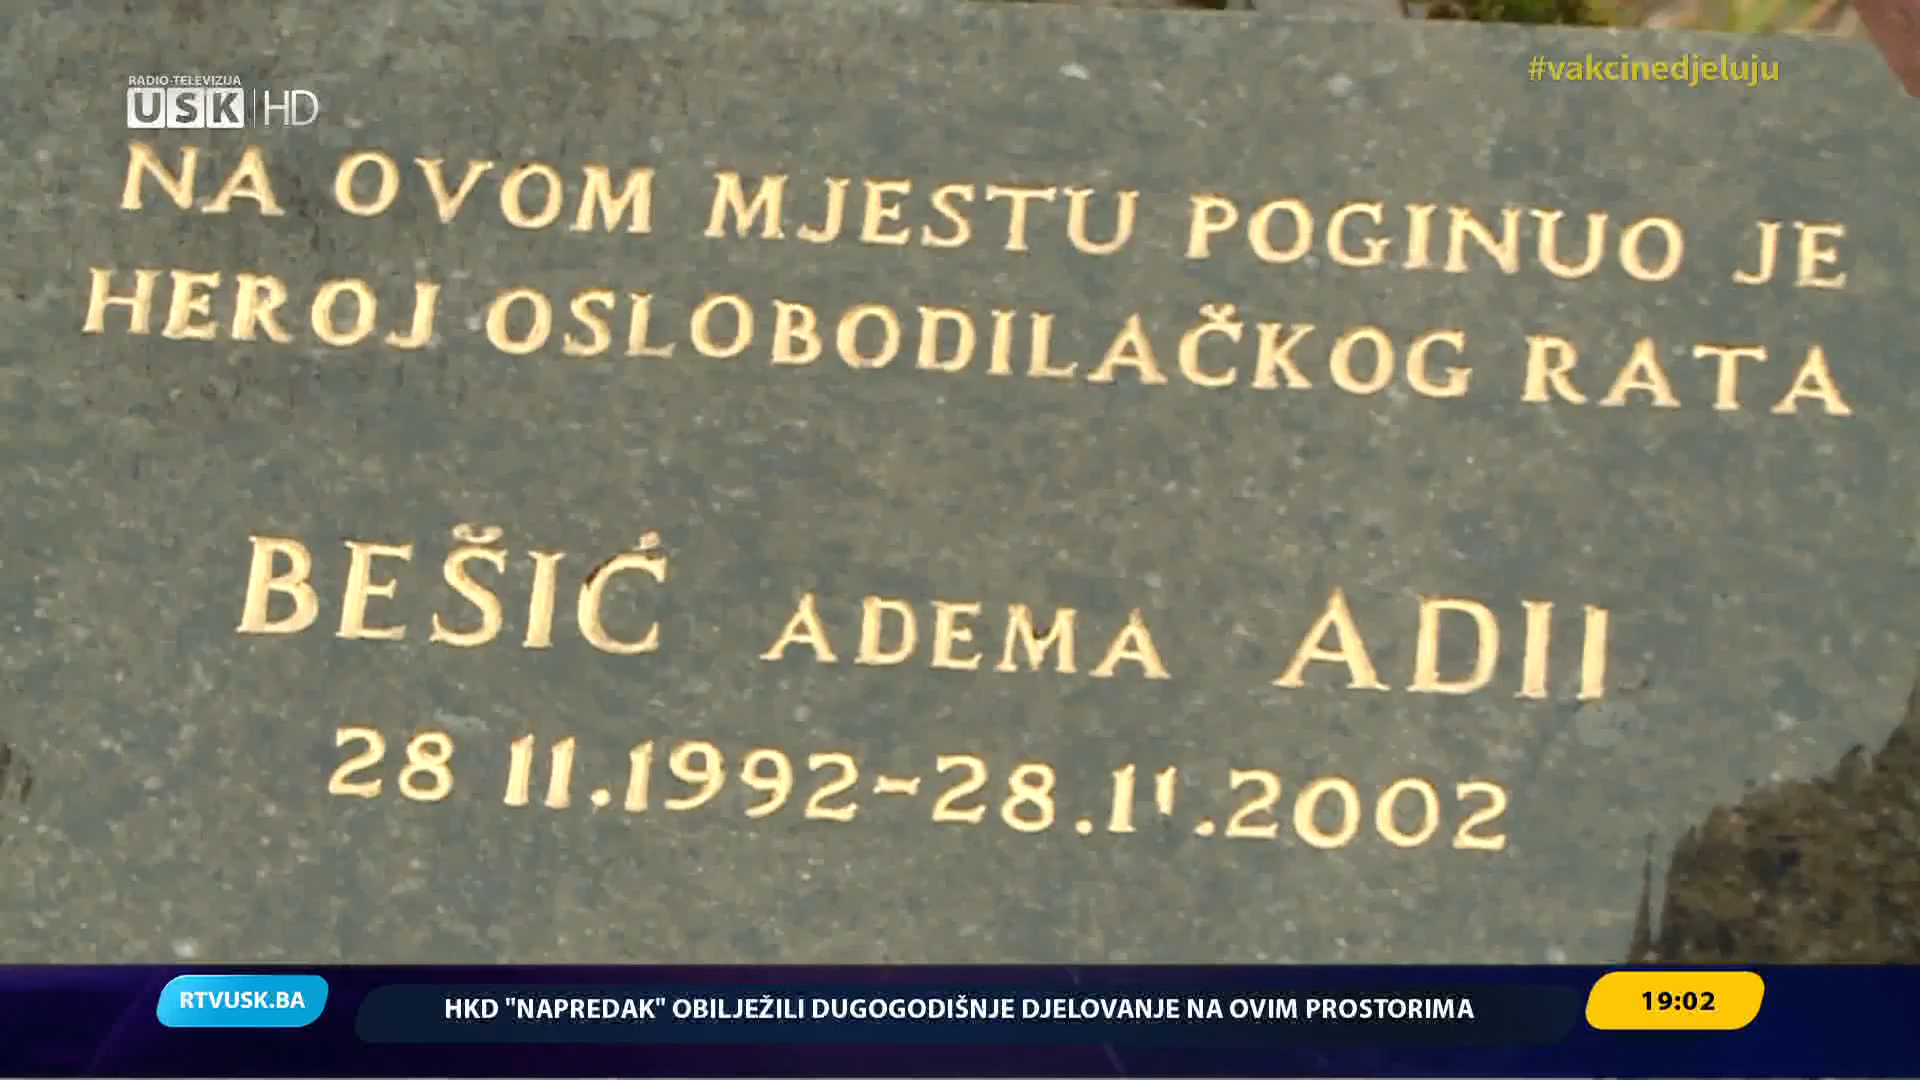 RADIO-TELEVIZIJA
USK HD
#vakcinedjeluju
NA OVOM MJESTU POGINUO JE
HEROJ OSLOBODILAČKOG RATA
BEŠIĆ ADEMA ADII
28 11.1992-28.11.2002
RTVUSK.BA
HKD "NAPREDAK" OBILJEŽILI DUGOGODIŠNJE DJELOVANJE NA OVIM PROSTORIMA
19:02